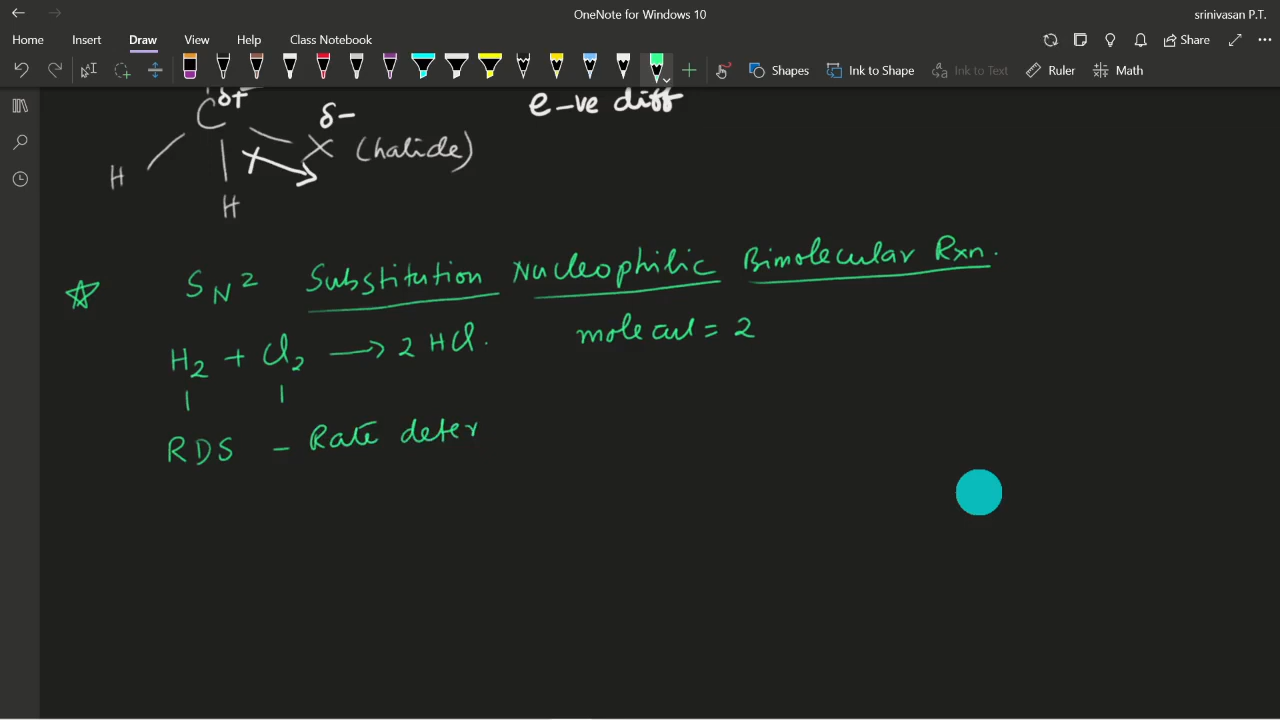 OneNote for Windows 10
srinivasan P.T.
Home Insert Draw View Help Class Notebook
Share
Shapes Ink to Shape Ink to Text Ruler Math
C δ+ δ- e-ve diff
H X (halide)
H
SN2 Substitution Nucleophilic Bimolecular Rxn.
H2 + Cl2 → 2 HCl. molecul = 2
1 1
RDS - Rate deter